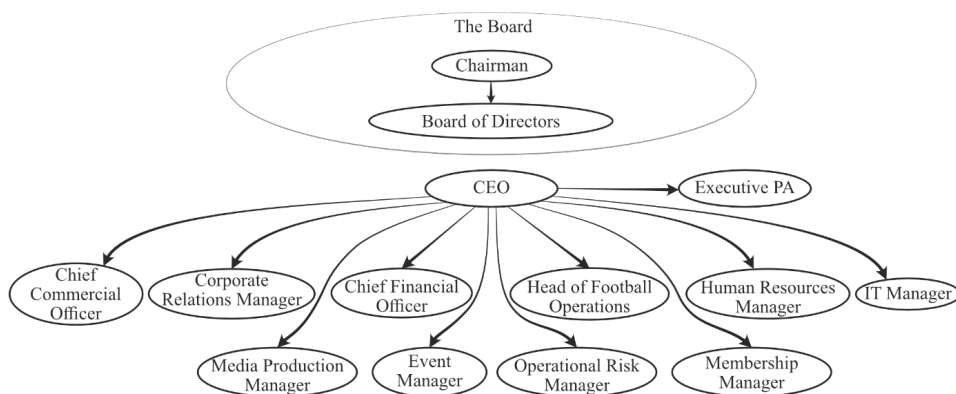 The Board
Chairman
Board of Directors
CEO
Executive PA
Chief
Commercial
Officer
Corporate
Relations Manager
Chief Financial
Officer
Head of Football
Operations
Human Resources
Manager
IT Manager
Media Production
Manager
Event
Manager
Operational Risk
Manager
Membership
Manager